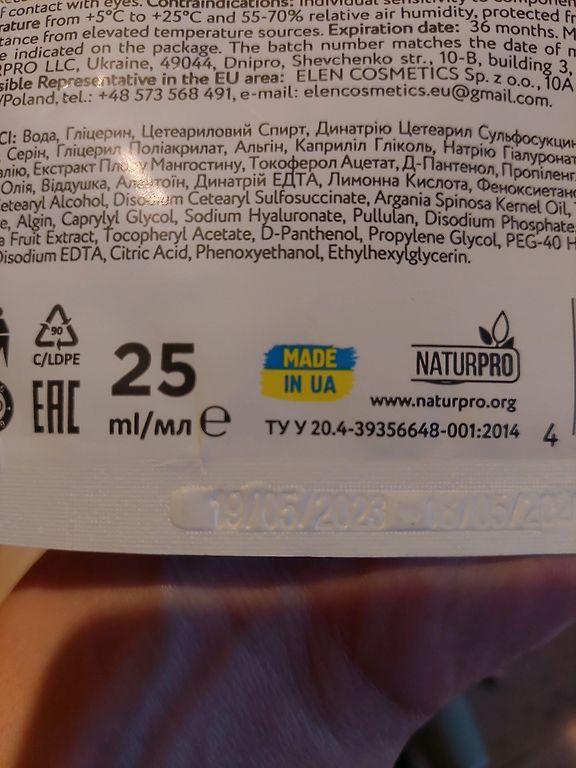 of contact with eyes. Contraindications: Individual sensitivity to
rature from +5°C to +25°C and 55-70% relative air humidity, protected
tance from elevated temperature sources. Expiration date: 36 months. M
e indicated on the package. The batch number matches the date of m
RPRO LLC, Ukraine, 49044, Dnipro, Shevchenko str., 10-B, building 3,
sible Representative in the EU area: ELEN COSMETICS Sp. z o.o., 10A
/Poland, tel.: +48 573 568 491, e-mail: elencosmetics.eu@gmail.com.
CI: Вода, Гліцерин, Цетеариловий Спирт, Динатрію Цетеарил Сульфосукцин
, Серін, Гліцерил Поліакрилат, Альгін, Каприліл Гліколь, Натрію Гіалуронат
алію, Екстракт Плоду Мангостину, Токоферол Ацетат, Д-Пантенол, Пропілен
Олія, Віддушка, Алантоїн, Динатрій ЕДТА, Лимонна Кислота, Феноксиетан
Cetearyl Alcohol, Disodium Cetearyl Sulfosuccinate, Argania Spinosa Kernel Oil,
e, Algin, Caprylyl Glycol, Sodium Hyaluronate, Pullulan, Disodium Phosphate,
a Fruit Extract, Tocopheryl Acetate, D-Panthenol, Propylene Glycol, PEG-40 H
Disodium EDTA, Citric Acid, Phenoxyethanol, Ethylhexylglycerin.
90
C/LDPE
EAC
25
ml/мл e
MADE
IN UA
NATURPRO
www.naturpro.org
ТУ У 20.4-39356648-001:2014
4
19/05/2023 - 18/05/202